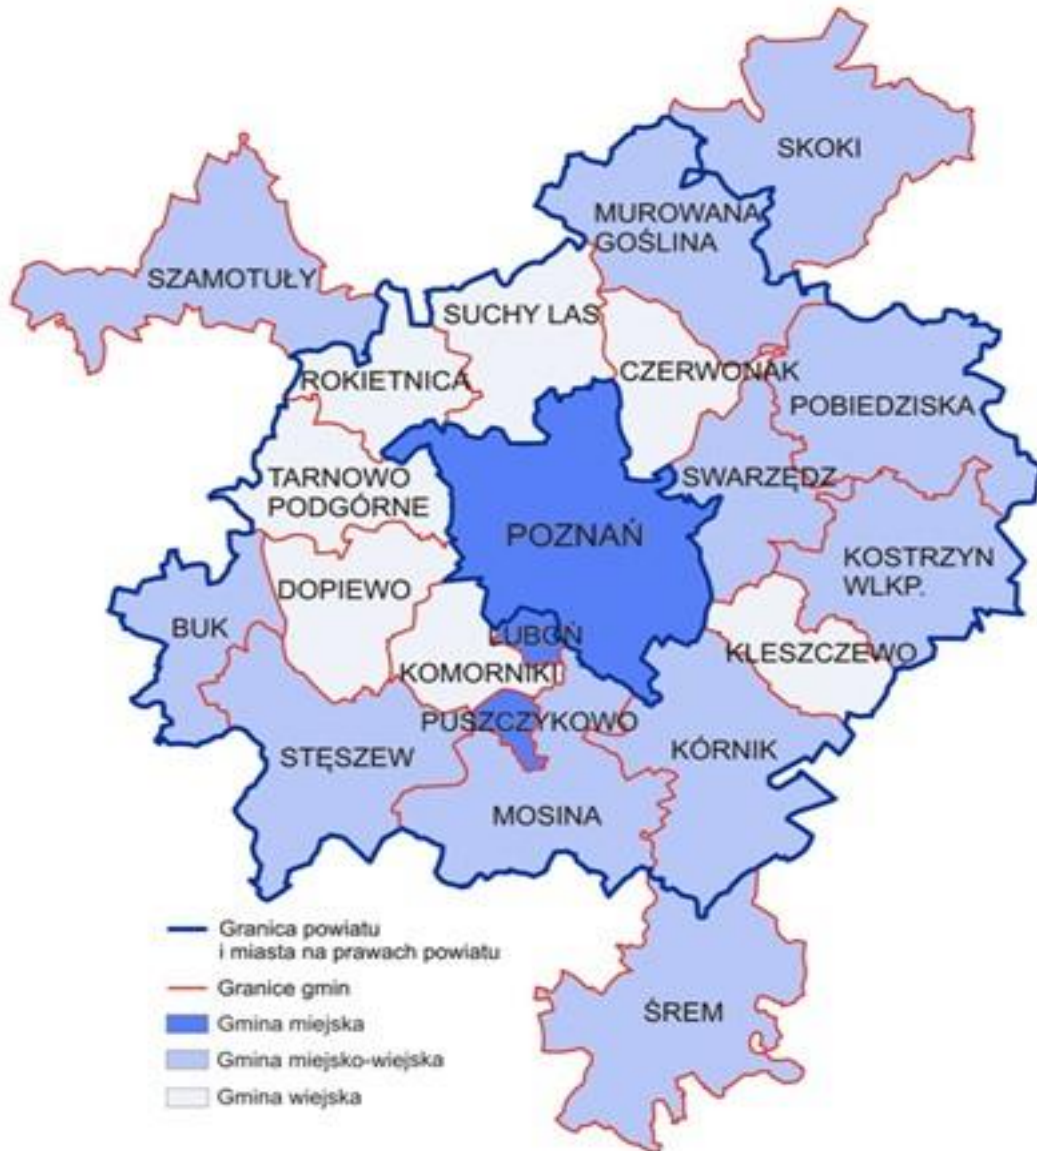 SKOKI
MUROWANA
GOŚLINA
SZAMOTUŁY
SUCHY LAS
ROKIETNICA
CZERWONAK
POBIEDZISKA
TARNOWO
PODGÓRNE
SWARZĘDZ
POZNAŃ
KOSTRZYN
WLKP.
DOPIEWO
BUK
LUBOŃ
KLESZCZEWO
KOMORNIKI
PUSZCZYKOWO
STĘSZEW
KÓRNIK
MOSINA
Granica powiatu
i miasta na prawach powiatu
Granice gmin
Gmina miejska
Gmina miejsko-wiejska
Gmina wiejska
ŚREM